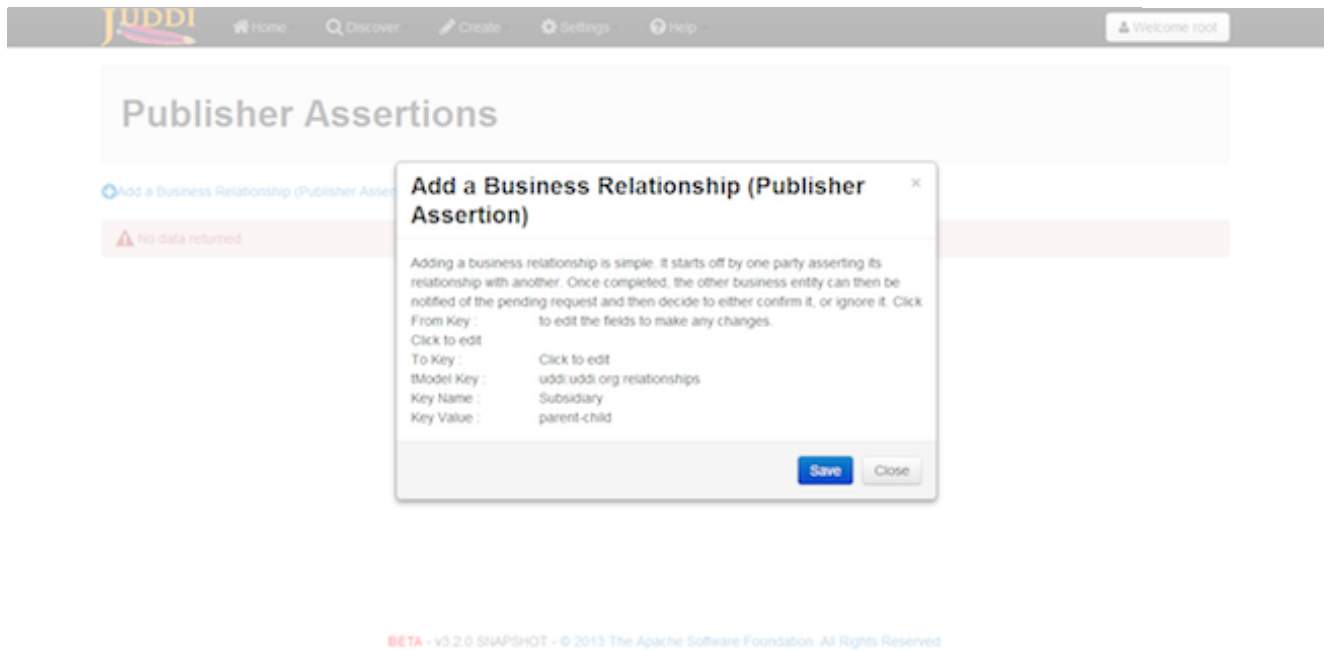 JUDDI Home Discover Create Settings Help Welcome root
Publisher Assertions
Add a Business Relationship (Publisher Asser
No data returned.
Add a Business Relationship (Publisher ×
Assertion)
Adding a business relationship is simple. It starts off by one party asserting its
relationship with another. Once completed, the other business entity can then be
notified of the pending request and then decide to either confirm it, or ignore it. Click
From Key : to edit the fields to make any changes.
Click to edit
To Key : Click to edit
tModel Key : uddi:uddi.org:relationships
Key Name : Subsidiary
Key Value : parent-child
Save Close
BETA - v3.2.0.SNAPSHOT - © 2013 The Apache Software Foundation. All Rights Reserved.